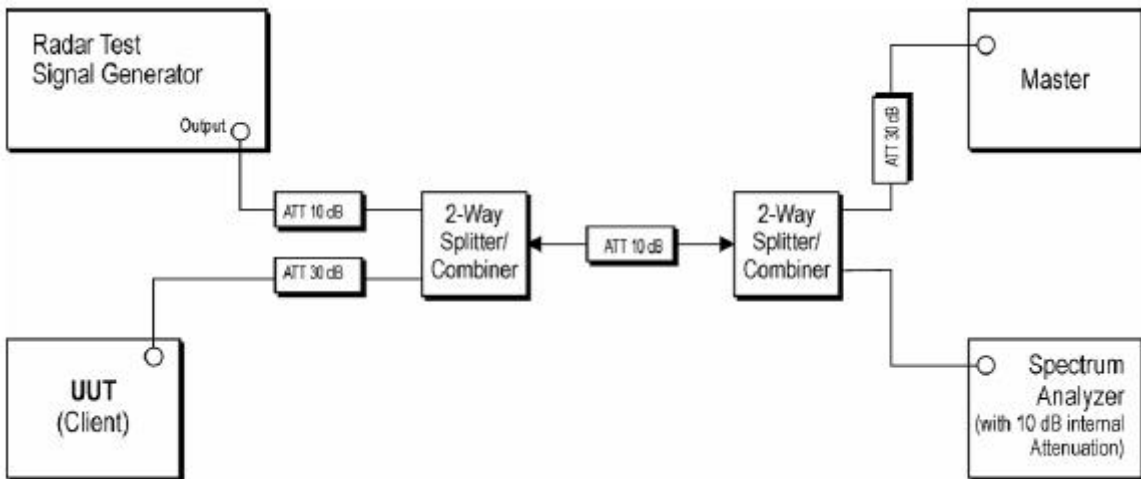 Radar Test
Signal Generator
Output
Master
ATT 30 dB
ATT 10 dB
2-Way
Splitter/
Combiner
ATT 10 dB
2-Way
Splitter/
Combiner
ATT 30 dB
UUT
(Client)
Spectrum
Analyzer
(with 10 dB internal
Attenuation)